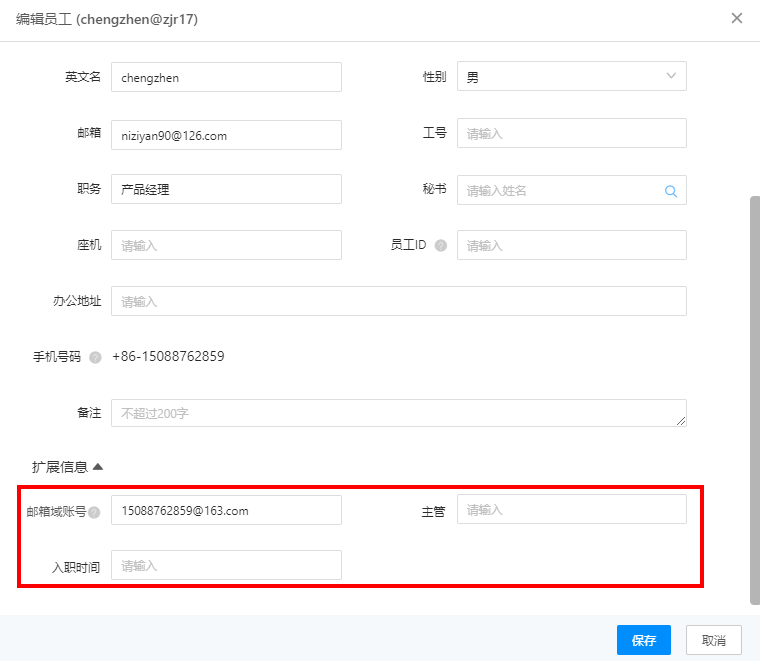 编辑员工 (chengzhen@zjr17)
英文名 chengzhen 性别 男
邮箱 niziyan90@126.com 工号 请输入
职务 产品经理 秘书 请输入姓名
座机 请输入 员工ID ? 请输入
办公地址 请输入
手机号码 ? +86-15088762859
备注 不超过200字
扩展信息
邮箱域账号 ? 15088762859@163.com 主管 请输入
入职时间 请输入
保存 取消